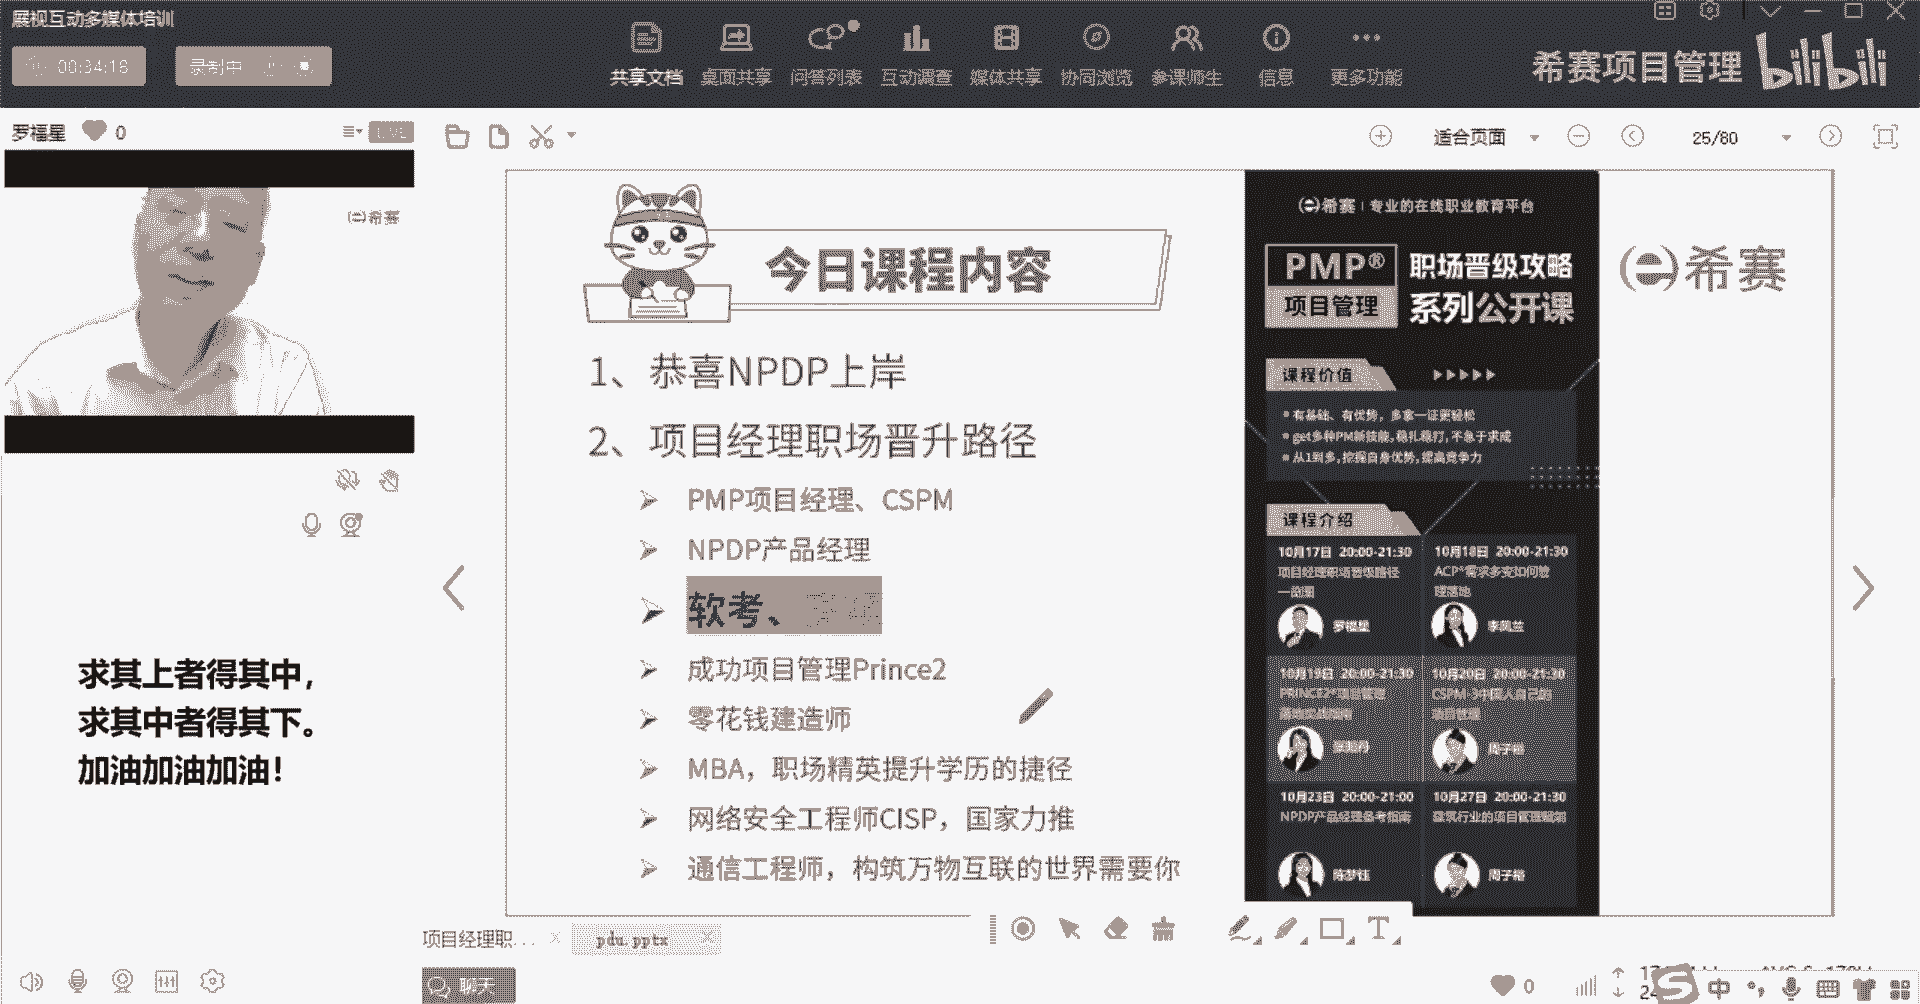 展视互动多媒体培训
00:34:18
录制中
共享文档 桌面共享 问答列表 互动调查 媒体共享 协同浏览 参课师生 信息 更多功能
希赛项目管理 bilibili
罗福星 0
LIVE
适合页面
25/80
希赛
求其上者得其中，
求其中者得其下。
加油加油加油！
今日课程内容
1、恭喜NPDP上岸
2、项目经理职场晋升路径
PMP项目经理、CSPM
NPDP产品经理
软考、
成功项目管理Prince2
零花钱建造师
MBA，职场精英提升学历的捷径
网络安全工程师CISP，国家力推
通信工程师，构筑万物互联的世界需要你
希赛 | 专业的在线职业教育平台
PMP®
项目管理
职场晋级攻略
系列公开课
课程价值
有基础、有优势，多拿一证更轻松
get多种PM新技能，稳扎稳打，不急于求成
从1到多，挖掘自身优势，提高竞争力
课程介绍
10月17日 20:00-21:30
项目经理职场晋级路径
一览图
罗福星
10月18日 20:00-21:30
ACP®需求多变如何管
理落地
李凤兰
10月19日 20:00-21:30
PRINCE2®项目管理
10月20日 20:00-21:30
CSPM-3中国人自己的
项目管理
周子裕
10月23日 20:00-21:00
NPDP产品经理备考指南
陈梦钰
10月27日 20:00-21:30
建筑行业的项目管理
周子裕
希赛
项目经理职...
pdu.pptx
聊天
0
中